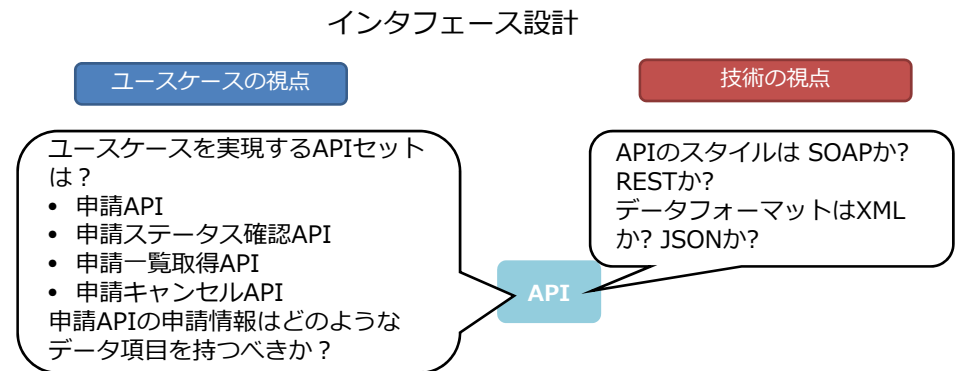 インタフェース設計
ユースケースの視点
技術の視点
ユースケースを実現するAPIセット
は？
• 申請API
• 申請ステータス確認API
• 申請一覧取得API
• 申請キャンセルAPI
申請APIの申請情報はどのような
データ項目を持つべきか？
APIのスタイルは SOAPか?
RESTか?
データフォーマットはXML
か? JSONか?
API